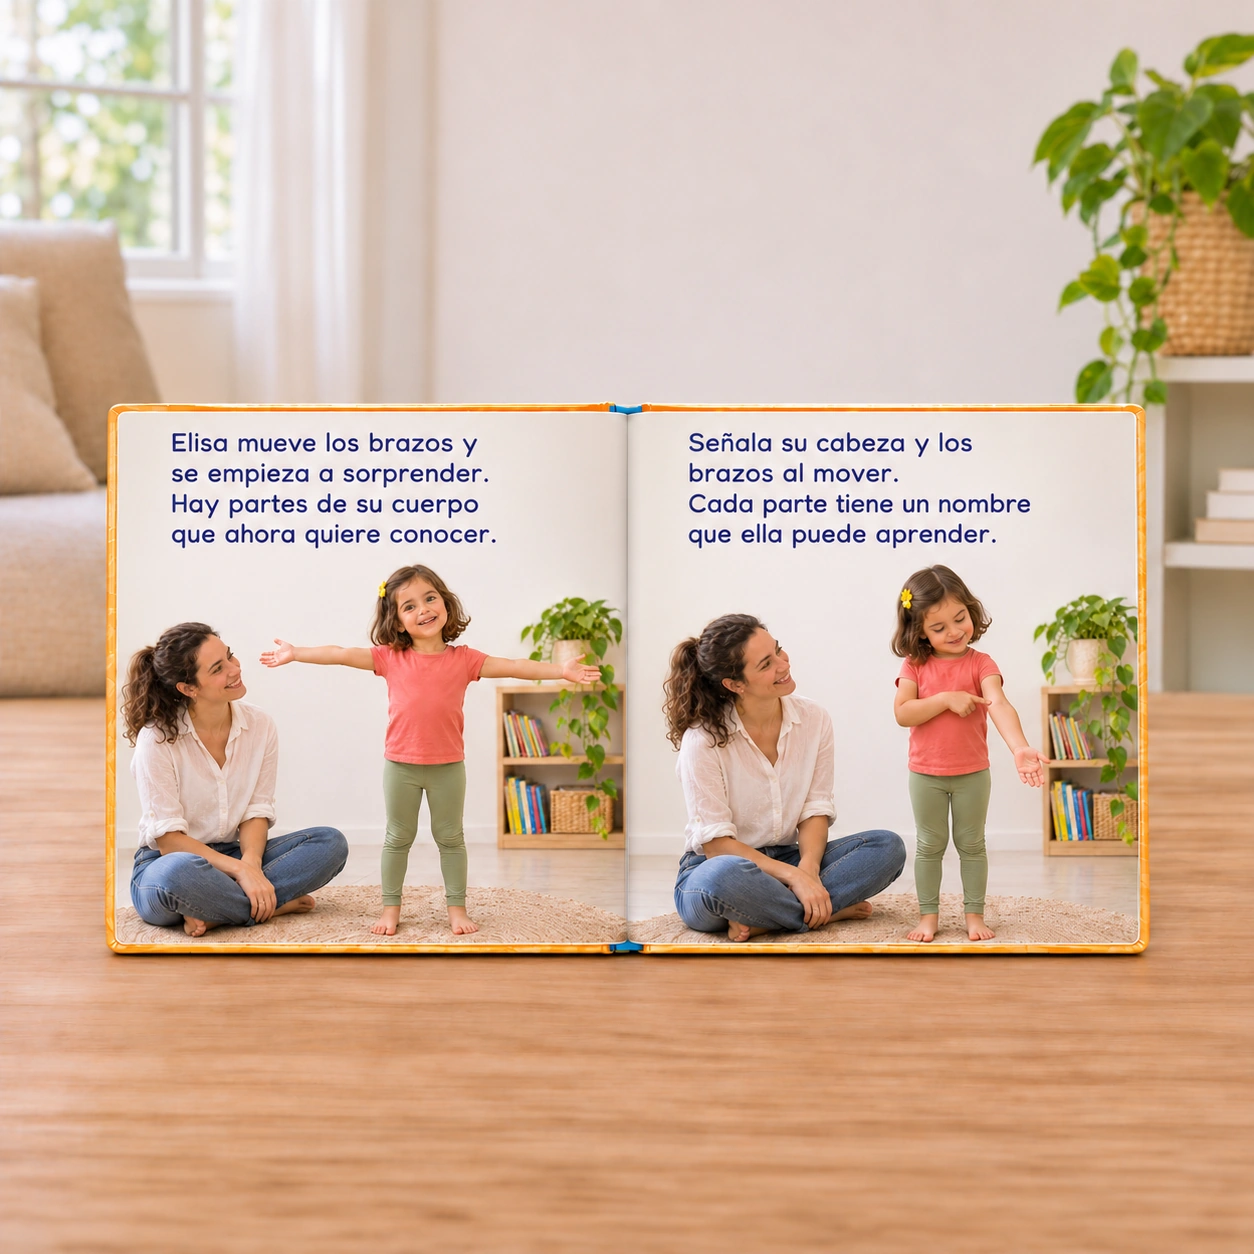 Elisa mueve los brazos y
se empieza a sorprender.
Hay partes de su cuerpo
que ahora quiere conocer.
Señala su cabeza y los
brazos al mover.
Cada parte tiene un nombre
que ella puede aprender.